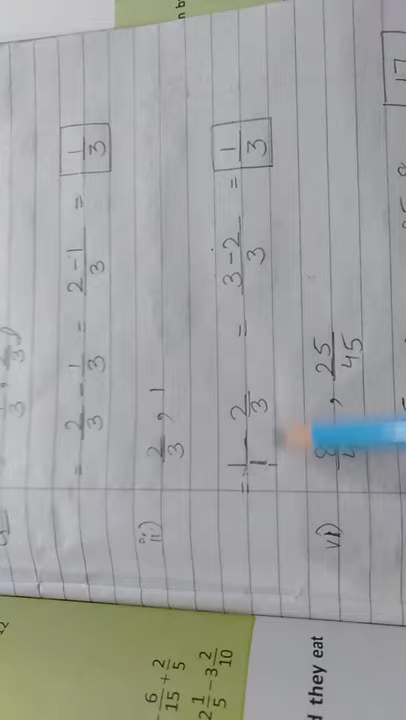 = 2/3 - 1/3 = 2-1/3 = 1/3
ii) 2/3 , 1
= 1/1 - 2/3 = 3-2/3 = 1/3
vi) , 25/45
17
- 6/15 + 2/5
2 1/5 - 3 2/10
they eat